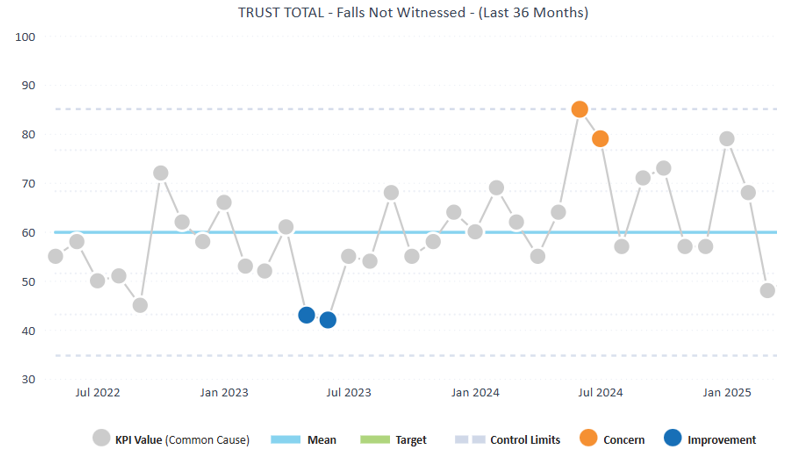 TRUST TOTAL - Falls Not Witnessed - (Last 36 Months)
100
90
80
70
60
50
40
30
Jul 2022 Jan 2023 Jul 2023 Jan 2024 Jul 2024 Jan 2025
KPI Value (Common Cause) Mean Target Control Limits Concern Improvement